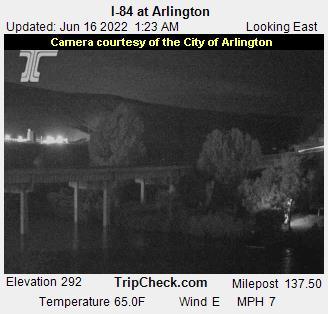 I-84 at Arlington
Updated: Jun 16 2022 1:23 AM Looking East
Camera courtesy of the City of Arlington
Elevation 292 TripCheck.com Milepost 137.50
Temperature 65.0F Wind E MPH 7